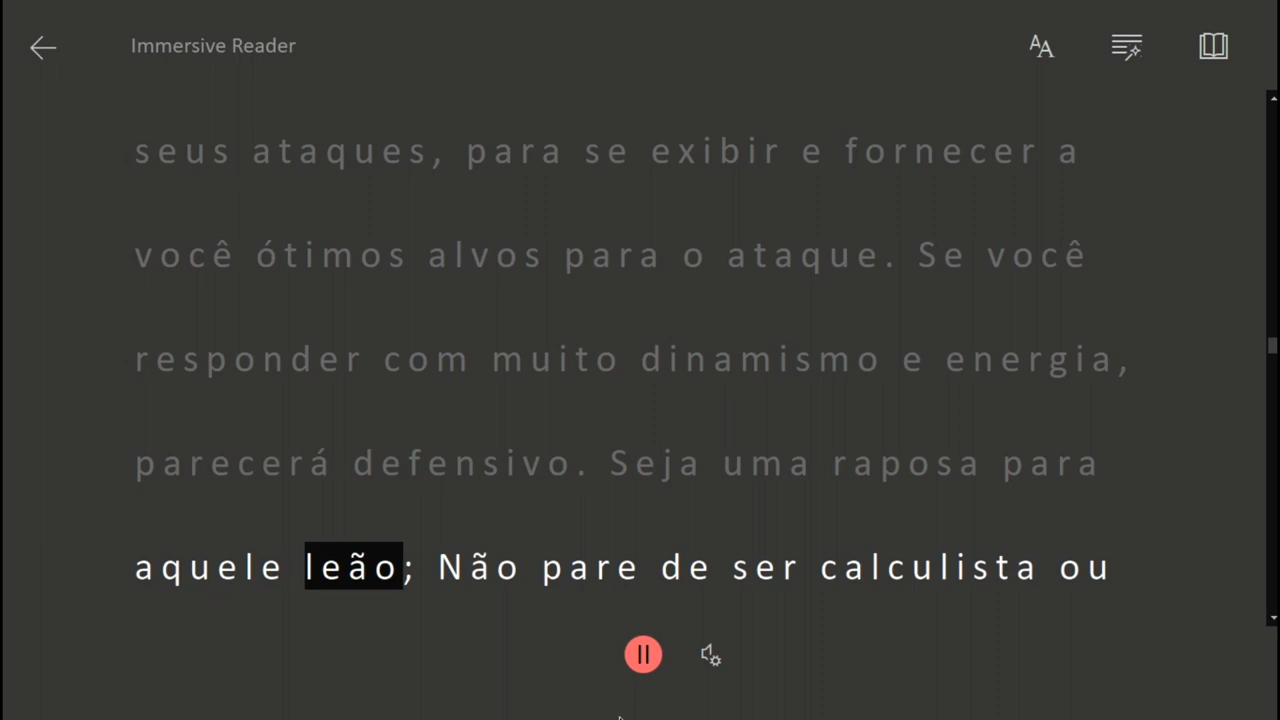 Immersive Reader
seus ataques, para se exibir e fornecer a
você ótimos alvos para o ataque. Se você
responder com muito dinamismo e energia,
parecerá defensivo. Seja uma raposa para
aquele leão; Não pare de ser calculista ou